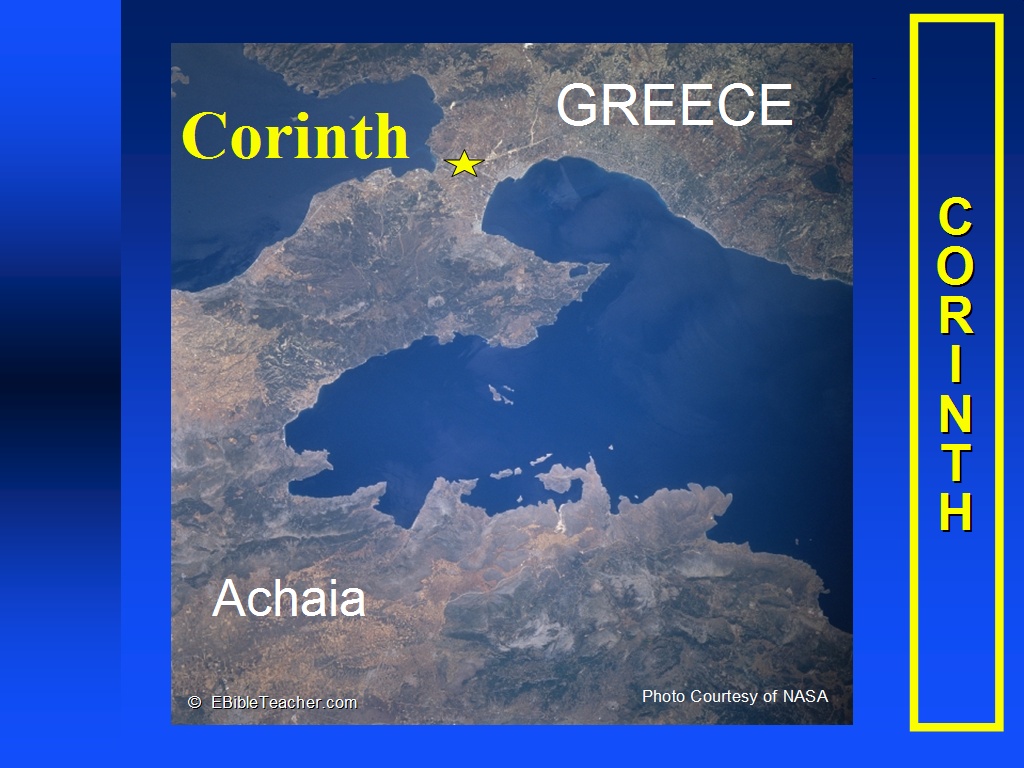 GREECE
Corinth
Achaia
© EBibleTeacher.com
Photo Courtesy of NASA
C
O
R
I
N
T
H